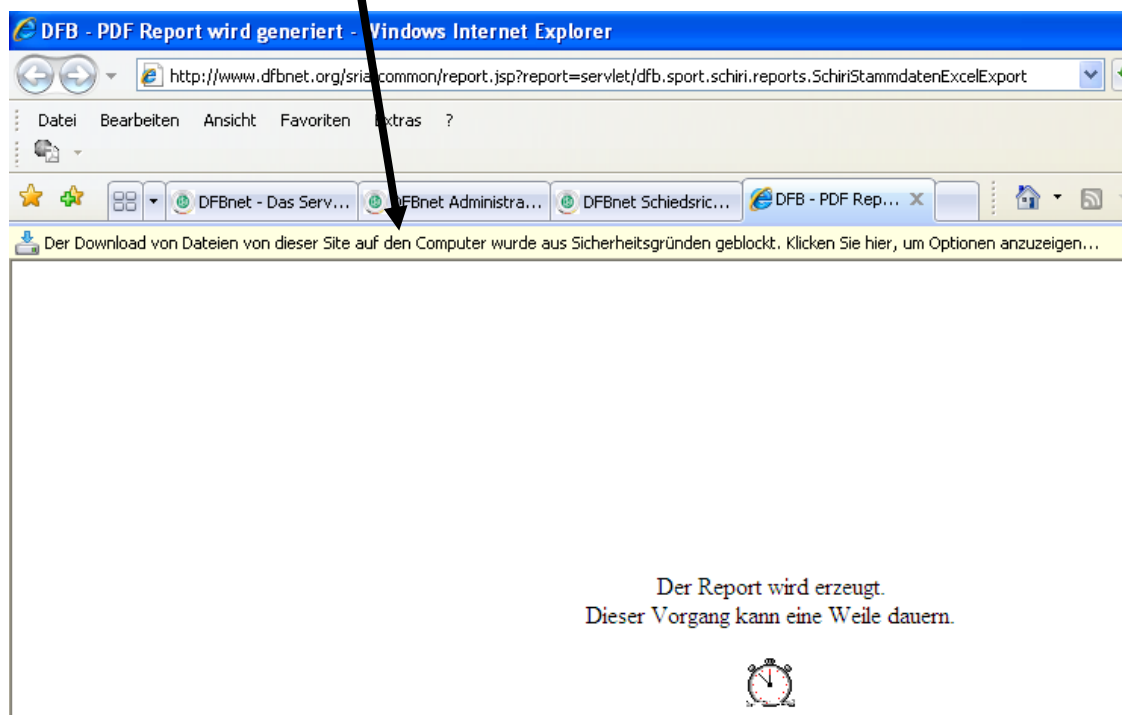 DFB - PDF Report wird generiert - Windows Internet Explorer
http://www.dfbnet.org/sria/common/report.jsp?report=servlet/dfb.sport.schiri.reports.SchiriStammdatenExcelExport
Datei Bearbeiten Ansicht Favoriten Extras ?
DFBnet - Das Serv... DFBnet Administra... DFBnet Schiedsric... DFB - PDF Rep... X
Der Download von Dateien von dieser Site auf den Computer wurde aus Sicherheitsgründen geblockt. Klicken Sie hier, um Optionen anzuzeigen...
Der Report wird erzeugt.
Dieser Vorgang kann eine Weile dauern.